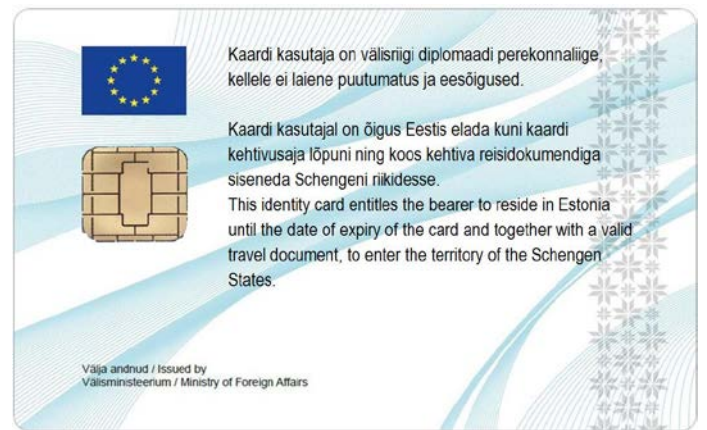 Kaardi kasutaja on välisriigi diplomaadi perekonnaliige,
kellele ei laiene puutumatus ja eesõigused.
Kaardi kasutajal on õigus Eestis elada kuni kaardi
kehtivusaja lõpuni ning koos kehtiva reisidokumendiga
siseneda Schengeni riikidesse.
This identity card entitles the bearer to reside in Estonia
until the date of expiry of the card and together with a valid
travel document, to enter the territory of the Schengen
States.
Välja andnud / Issued by
Välisministeerium / Ministry of Foreign Affairs